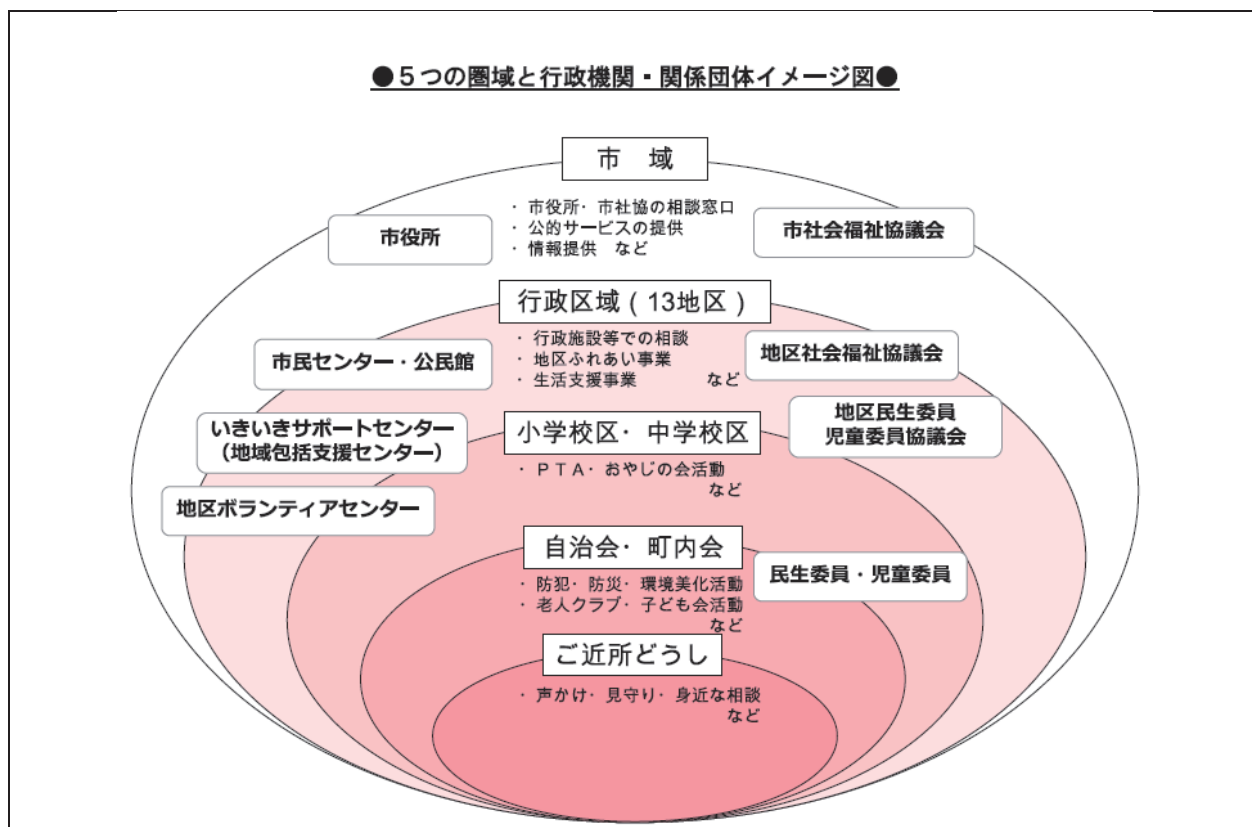 ●５つの圏域と行政機関・関係団体イメージ図●
市　域
・市役所・市社協の相談窓口
・公的サービスの提供
・情報提供　など
市役所
市社会福祉協議会
行政区域（13地区）
・行政施設等での相談
・地区ふれあい事業
・生活支援事業　　　　など
市民センター・公民館
地区社会福祉協議会
いきいきサポートセンター
（地域包括支援センター）
地区民生委員
児童委員協議会
小学校区・中学校区
・ＰＴＡ・おやじの会活動
など
地区ボランティアセンター
自治会・町内会
・防犯・防災・環境美化活動
・老人クラブ・子ども会活動
など
民生委員・児童委員
ご近所どうし
・声かけ・見守り・身近な相談
など